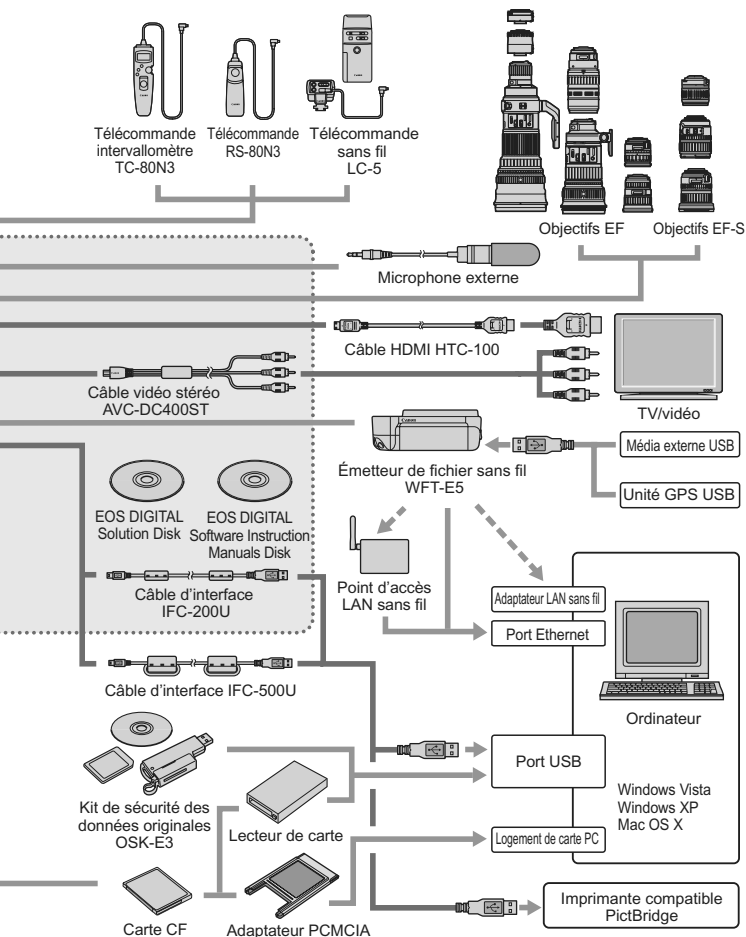 Télécommande
intervallomètre
TC-80N3
Télécommande
RS-80N3
Télécommande
sans fil
LC-5
Objectifs EF
Objectifs EF-S
Microphone externe
Câble HDMI HTC-100
Câble vidéo stéréo
AVC-DC400ST
TV/vidéo
Émetteur de fichier sans fil
WFT-E5
Média externe USB
Unité GPS USB
EOS DIGITAL
Solution Disk
EOS DIGITAL
Software Instruction
Manuals Disk
Câble d'interface
IFC-200U
Point d'accès
LAN sans fil
Adaptateur LAN sans fil
Port Ethernet
Câble d'interface IFC-500U
Ordinateur
Port USB
Windows Vista
Windows XP
Mac OS X
Kit de sécurité des
données originales
OSK-E3
Lecteur de carte
Logement de carte PC
Carte CF
Adaptateur PCMCIA
Imprimante compatible
PictBridge